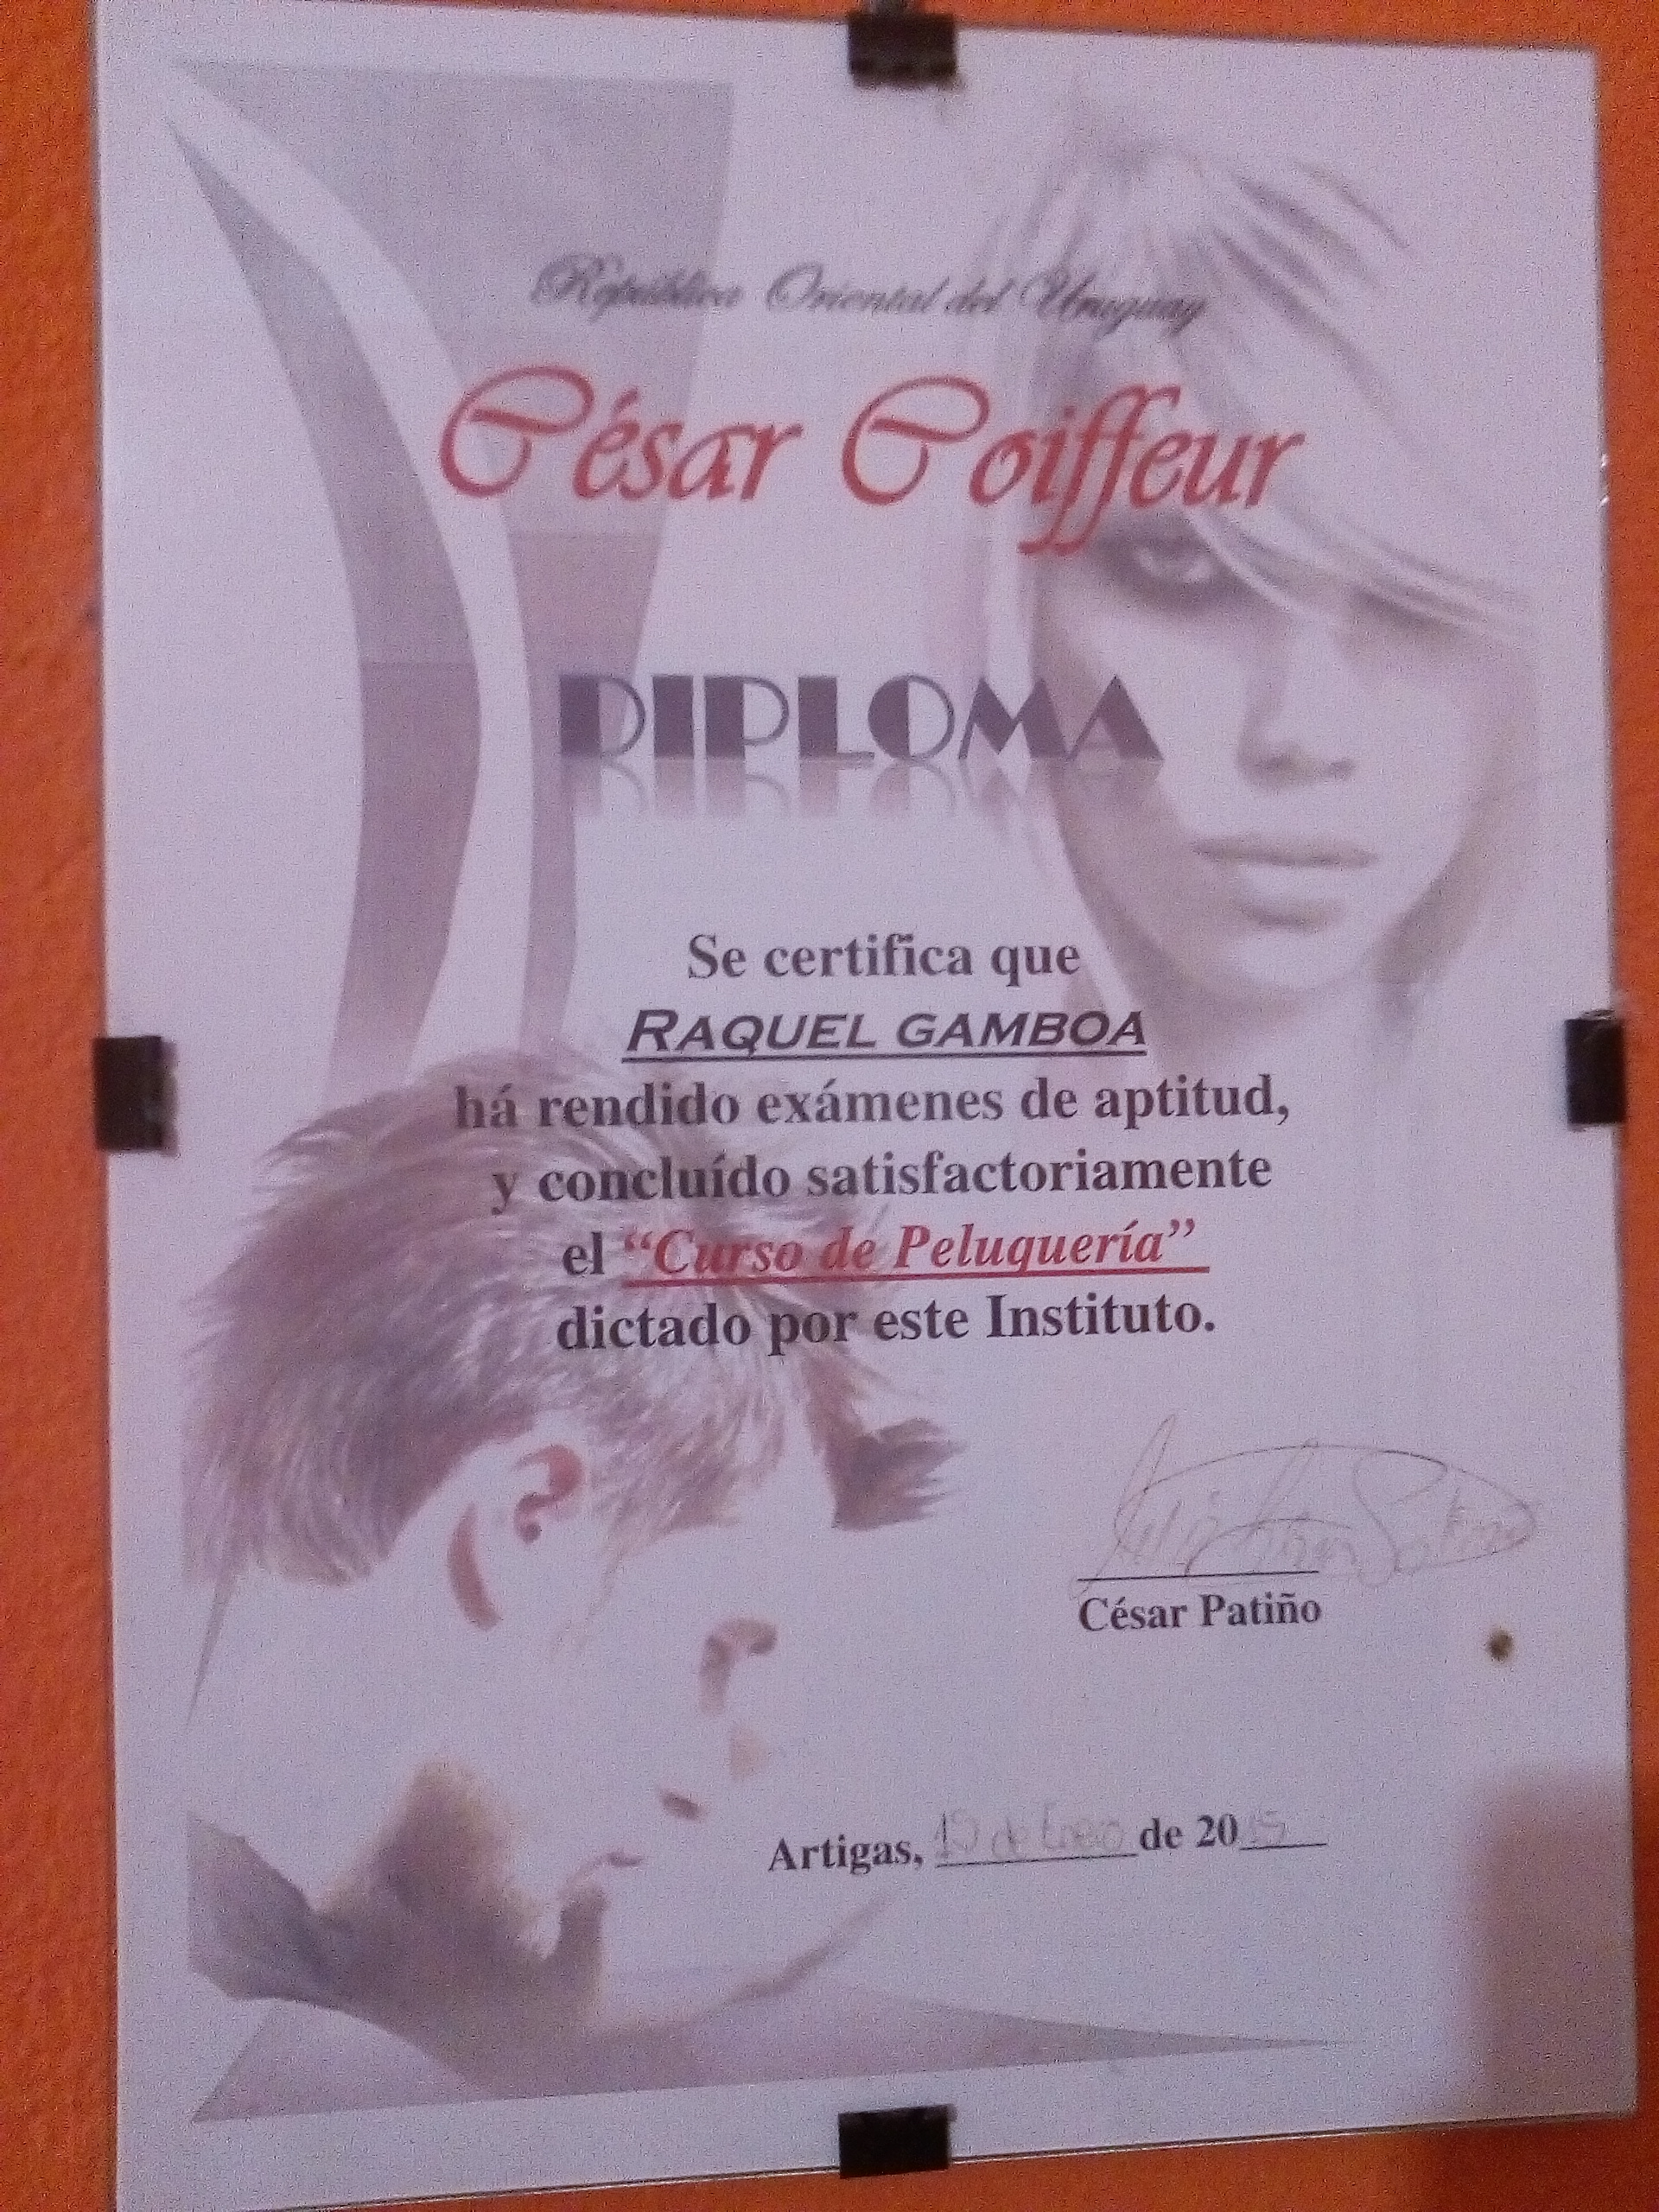 República Oriental del Uruguay
César Coiffeur
DIPLOMA
Se certifica que
RAQUEL GAMBOA
há rendido exámenes de aptitud,
y concluído satisfactoriamente
el “Curso de Peluquería”
dictado por este Instituto.
César Patiño
Artigas, 15 de Enero de 2015